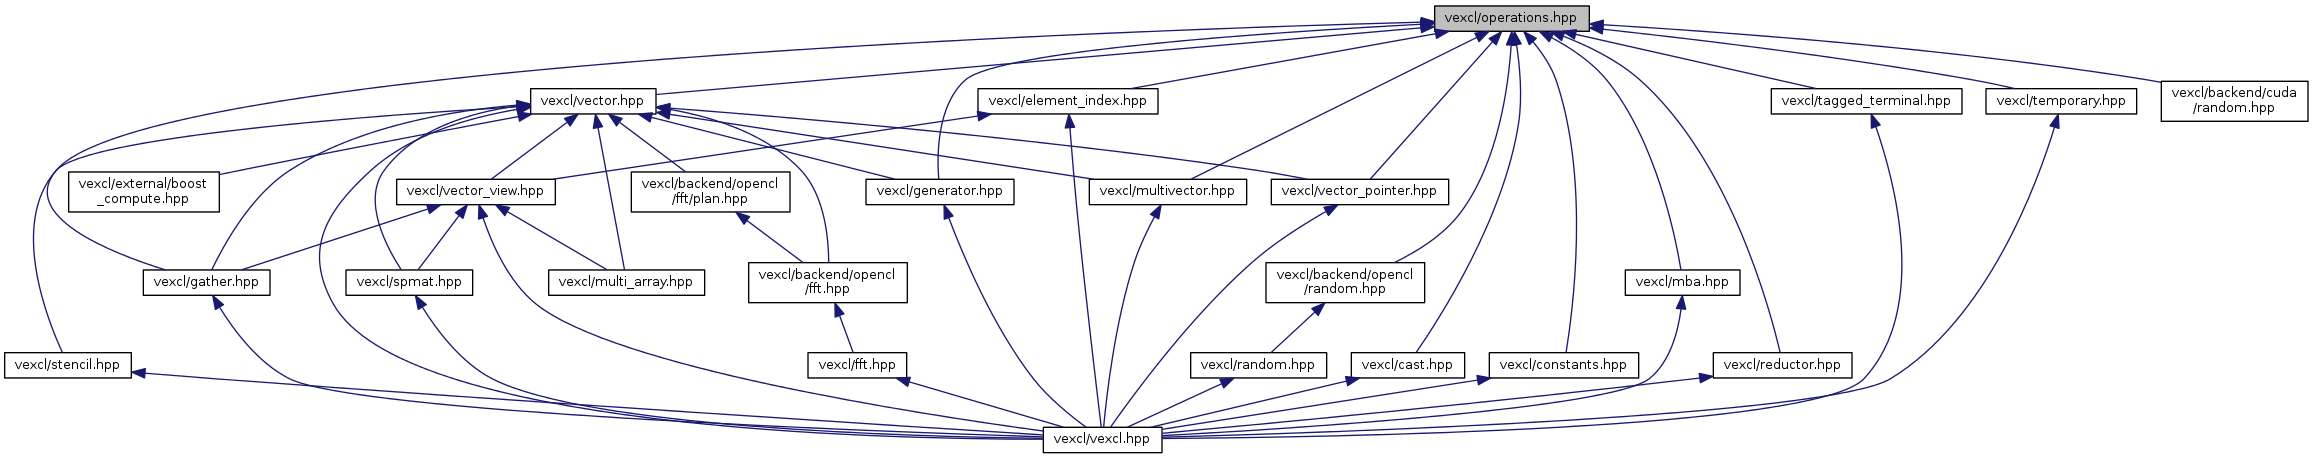 vexcl/operations.hpp
vexcl/vector.hpp
vexcl/element_index.hpp
vexcl/tagged_terminal.hpp
vexcl/temporary.hpp
vexcl/backend/cuda
/random.hpp
vexcl/external/boost
_compute.hpp
vexcl/vector_view.hpp
vexcl/backend/opencl
/fft/plan.hpp
vexcl/generator.hpp
vexcl/multivector.hpp
vexcl/vector_pointer.hpp
vexcl/gather.hpp
vexcl/spmat.hpp
vexcl/multi_array.hpp
vexcl/backend/opencl
/fft.hpp
vexcl/backend/opencl
/random.hpp
vexcl/mba.hpp
vexcl/stencil.hpp
vexcl/fft.hpp
vexcl/random.hpp
vexcl/cast.hpp
vexcl/constants.hpp
vexcl/reductor.hpp
vexcl/vexcl.hpp